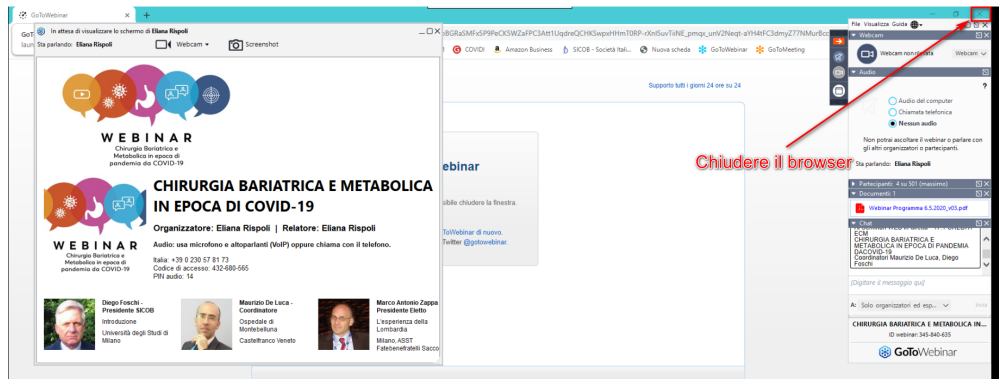 GoToWebinar
In attesa di visualizzare lo schermo di Eliana Rispoli
Sta parlando: Eliana Rispoli
Webcam
Screenshot
WEBINAR
Chirurgia Bariatrica e
Metabolica in epoca di
pandemia da COVID-19
WEBINAR
Chirurgia Bariatrica e
Metabolica in epoca di
pandemia da COVID-19
CHIRURGIA BARIATRICA E METABOLICA
IN EPOCA DI COVID-19
Organizzatore: Eliana Rispoli | Relatore: Eliana Rispoli
Audio: usa microfono e altoparlanti (VoIP) oppure chiama con il telefono.
Italia: +39 0 230 57 81 73
Codice di accesso: 432-680-565
PIN audio: 14
Diego Foschi -
Presidente SICOB
Introduzione
Università degli Studi di
Milano
Maurizio De Luca -
Coordinatore
Ospedale di
Montebelluna
Castelfranco Veneto
Marco Antonio Zappa
Presidente Eletto
L'esperienza della
Lombardia
Milano, ASST
Fatebenefratelli Sacco
COVIDI
Amazon Business
SICOB - Società Itali...
Nuova scheda
GoToWebinar
GoToMeeting
Supporto tutti i giorni 24 ore su 24
ebinar
sibile chiudere la finestra.
ToWebinar di nuovo.
Twitter @gotowebinar.
Chiudere il browser
File Visualizza Guida
Webcam
Webcam non rilevata
Webcam
Audio
?
Audio del computer
Chiamata telefonica
Nessun audio
Non potrai ascoltare il webinar o parlare con
gli altri organizzatori o partecipanti.
Sta parlando: Eliana Rispoli
Partecipanti: 4 su 501 (massimo)
Documenti: 1
Webinar Programma 6.5.2020_v03.pdf
Chat
ECM
CHIRURGIA BARIATRICA E
METABOLICA IN EPOCA DI PANDEMIA
DACOVID-19
Coordinatori Maurizio De Luca, Diego
Foschi
[Digitare il messaggio qui]
A: Solo organizzatori ed esp...
Invia
CHIRURGIA BARIATRICA E METABOLICA IN...
ID webinar: 345-840-635
GoToWebinar